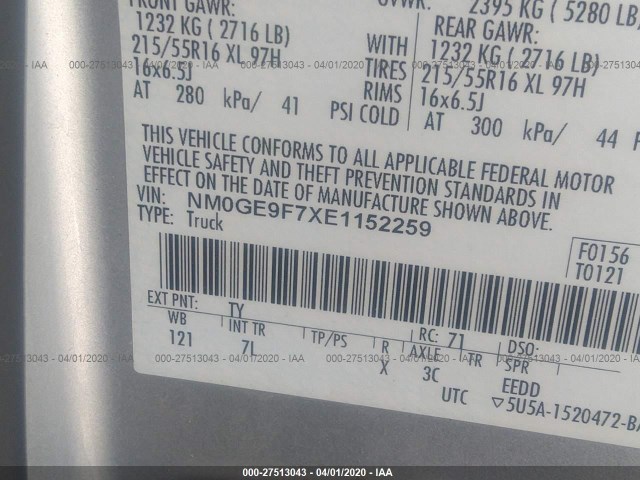 FRONT GAWR:
1232 KG ( 2716 LB)
215/55R16 XL 97H
16x6.5J
AT 280 kPa/ 41 PSI COLD
WITH
TIRES
RIMS
GVWR: 2395 KG ( 5280 LB)
REAR GAWR:
1232 KG ( 2716 LB)
215/55R16 XL 97H
16x6.5J
AT 300 kPa/ 44
THIS VEHICLE CONFORMS TO ALL APPLICABLE FEDERAL MOTOR
VEHICLE SAFETY AND THEFT PREVENTION STANDARDS IN
EFFECT ON THE DATE OF MANUFACTURE SHOWN ABOVE.
VIN: NM0GE9F7XE1152259
TYPE: Truck
F0156
T0121
EXT PNT: TY RC: 71 DSO:
WB INT TR TP/PS R AXLE TR SPR
121 7I X 3C EEDD
UTC ▽5U5A-1520472-BA
000-27513043 - 04/01/2020 - IAA